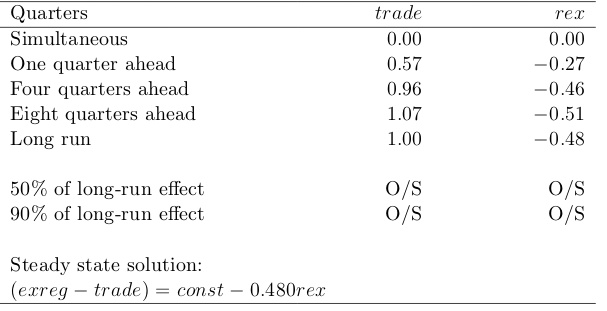 Quarters trade rex
Simultaneous 0.00 0.00
One quarter ahead 0.57 −0.27
Four quarters ahead 0.96 −0.46
Eight quarters ahead 1.07 −0.51
Long run 1.00 −0.48
50% of long-run effect O/S O/S
90% of long-run effect O/S O/S
Steady state solution:
(exreg − trade) = const − 0.480rex